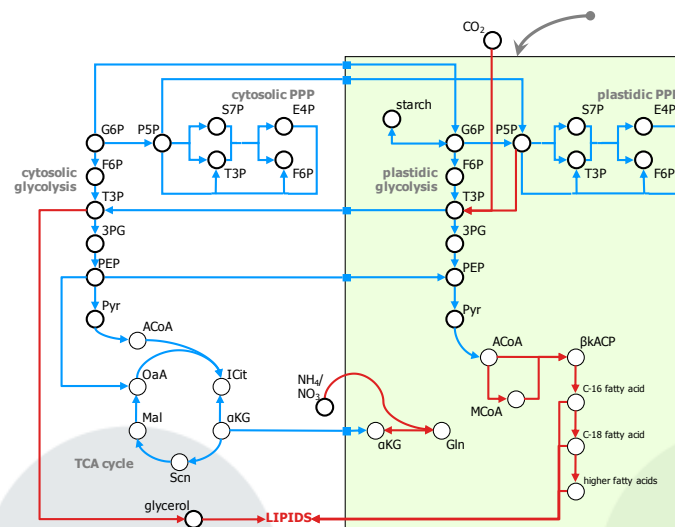 CO2
cytosolic PPP
plastidic PPP
S7P
E4P
starch
S7P
E4P
G6P
P5P
G6P
P5P
F6P
T3P
F6P
F6P
T3P
F6P
cytosolic
glycolysis
plastidic
glycolysis
T3P
T3P
3PG
3PG
PEP
PEP
Pyr
Pyr
ACoA
ACoA
βkACP
OaA
ICit
NH4/
NO3
C-16 fatty acid
MCoA
Mal
αKG
C-18 fatty acid
αKG
Gln
TCA cycle
Scn
higher fatty acids
glycerol
LIPIDS